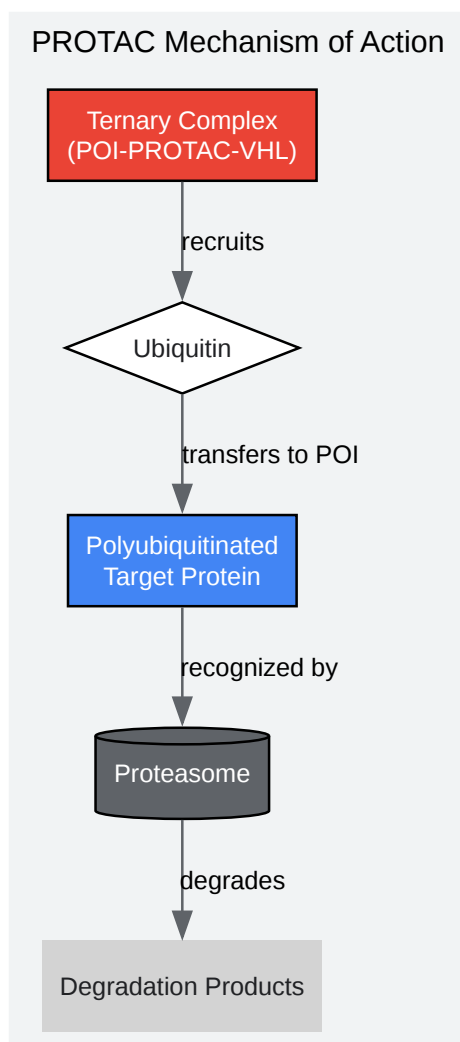 PROTAC Mechanism of Action
Ternary Complex
(POI-PROTAC-VHL)
recruits
Ubiquitin
transfers to POI
Polyubiquitinated
Target Protein
recognized by
Proteasome
degrades
Degradation Products